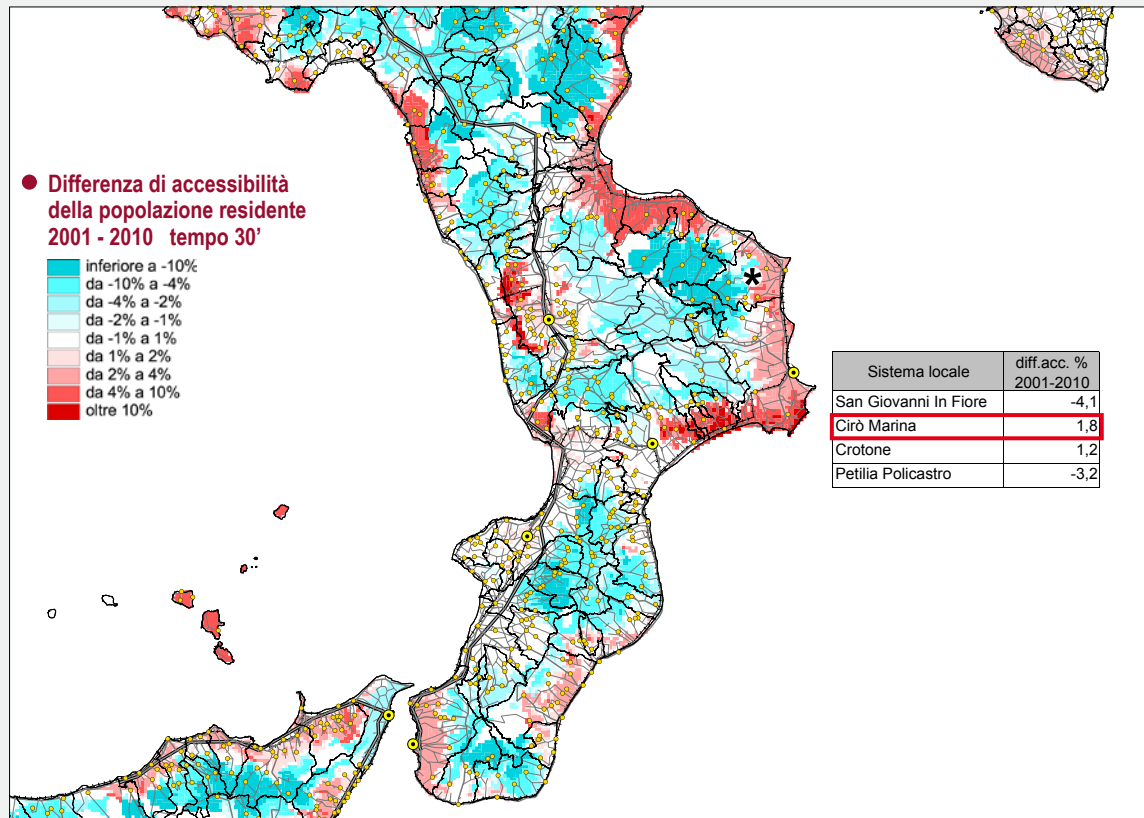 Differenza di accessibilità
della popolazione residente
2001 - 2010 tempo 30’
inferiore a -10%
da -10% a -4%
da -4% a -2%
da -2% a -1%
da -1% a 1%
da 1% a 2%
da 2% a 4%
da 4% a 10%
oltre 10%
Sistema locale diff.acc. %
2001-2010
San Giovanni In Fiore -4,1
Cirò Marina 1,8
Crotone 1,2
Petilia Policastro -3,2
*